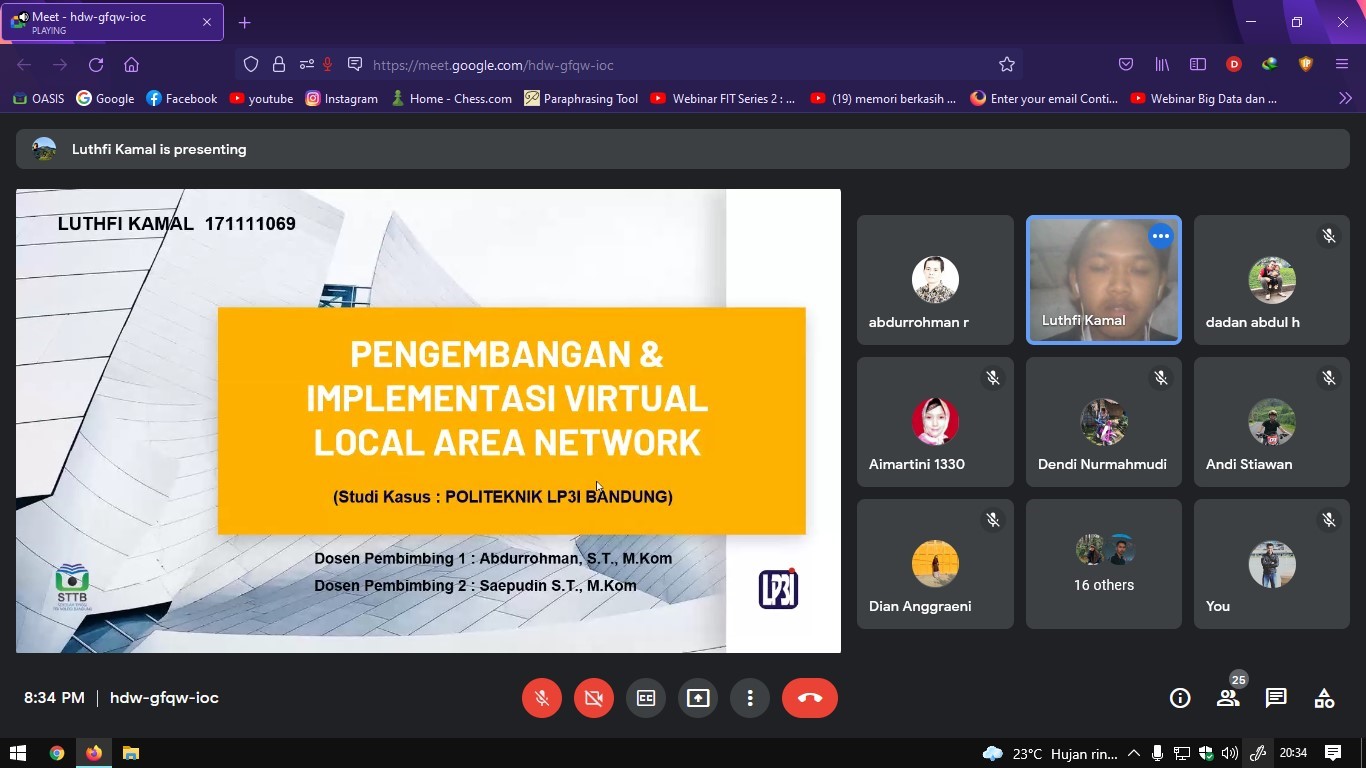 Meet - hdw-gfqw-ioc
PLAYING
https://meet.google.com/hdw-gfqw-ioc
OASIS
Google
Facebook
youtube
Instagram
Home - Chess.com
Paraphrasing Tool
Webinar FIT Series 2 : ...
(19) memori berkasih ...
Enter your email Conti...
Webinar Big Data dan ...
Luthfi Kamal is presenting
LUTHFI KAMAL 171111069
PENGEMBANGAN &
IMPLEMENTASI VIRTUAL
LOCAL AREA NETWORK
(Studi Kasus : POLITEKNIK LP3I BANDUNG)
Dosen Pembimbing 1 : Abdurrohman, S.T., M.Kom
Dosen Pembimbing 2 : Saepudin S.T., M.Kom
STTB
LP3I
abdurrohman r
Luthfi Kamal
dadan abdul h
Aimartini 1330
Dendi Nurmahmudi
Andi Stiawan
Dian Anggraeni
16 others
You
8:34 PM | hdw-gfqw-ioc
25
23°C Hujan rin...
20:34